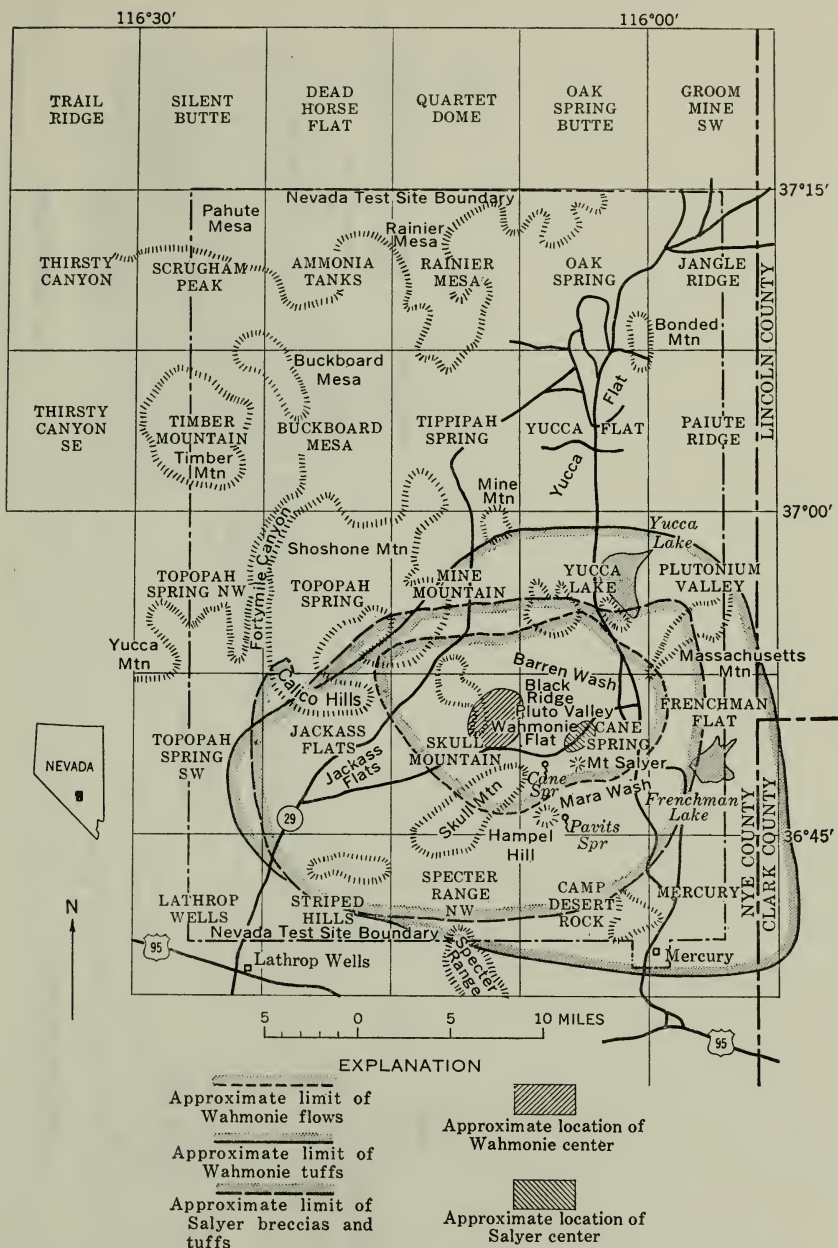 116°30′
116°00′
TRAIL RIDGE
SILENT BUTTE
DEAD HORSE FLAT
QUARTET DOME
OAK SPRING BUTTE
GROOM MINE SW
37°15′
Nevada Test Site Boundary
Pahute Mesa
Rainier Mesa
THIRSTY CANYON
SCRUGHAM PEAK
AMMONIA TANKS
RAINIER MESA
OAK SPRING
JANGLE RIDGE
Bonded Mtn
LINCOLN COUNTY
Buckboard Mesa
THIRSTY CANYON SE
TIMBER MOUNTAIN
Timber Mtn
BUCKBOARD MESA
TIPPIPAH SPRING
YUCCA FLAT
Yucca Flat
PAIUTE RIDGE
Mine Mtn
37°00′
Yucca Lake
Fortymile Canyon
Shoshone Mtn
TOPOPAH SPRING NW
TOPOPAH SPRING
MINE MOUNTAIN
YUCCA LAKE
PLUTONIUM VALLEY
Yucca Mtn
Massachusetts Mtn
Calico Hills
Barren Wash
Black Ridge
Pluto Valley
Wahmonie Flat
FRENCHMAN FLAT
TOPOPAH SPRING SW
JACKASS FLATS
Jackass Flats
SKULL MOUNTAIN
CANE SPRING
Mt Salyer
Cane Spr
NEVADA
29
Skull Mtn
Mara Wash
Frenchman Lake
Hampel Hill
Pavits Spr
36°45′
NYE COUNTY
CLARK COUNTY
LATHROP WELLS
STRIPED HILLS
SPECTER RANGE NW
CAMP DESERT ROCK
MERCURY
N
Nevada Test Site Boundary
95
Lathrop Wells
Specter Range
Mercury
95
5 0 5 10 MILES
EXPLANATION
Approximate limit of
Wahmonie flows
Approximate limit of
Wahmonie tuffs
Approximate limit of
Salyer breccias and
tuffs
Approximate location of
Wahmonie center
Approximate location of
Salyer center